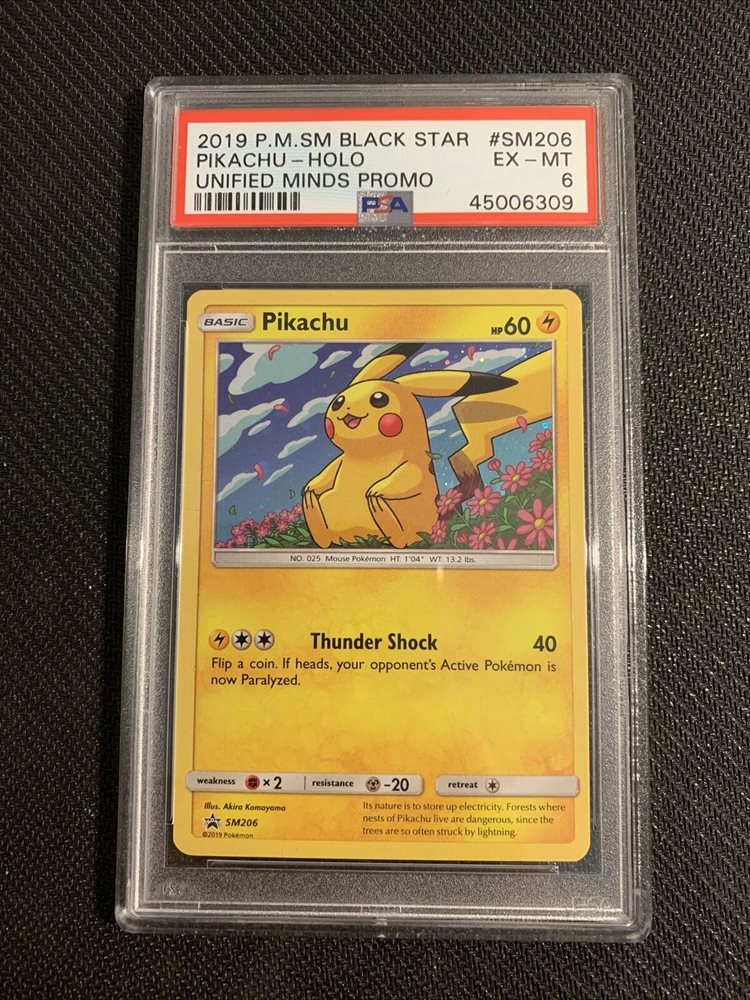 2019 P.M.SM BLACK STAR #SM206
PIKACHU-HOLO EX-MT
UNIFIED MINDS PROMO 6
PSA 45006309
BASIC Pikachu HP60
NO. 025 Mouse Pokémon HT: 1'04" WT: 13.2 lbs.
Thunder Shock 40
Flip a coin. If heads, your opponent's Active Pokémon is
now Paralyzed.
weakness ×2 resistance -20 retreat
Illus. Akira Komayama
SM206
©2019 Pokémon
Its nature is to store up electricity. Forests where
nests of Pikachu live are dangerous, since the
trees are so often struck by lightning.